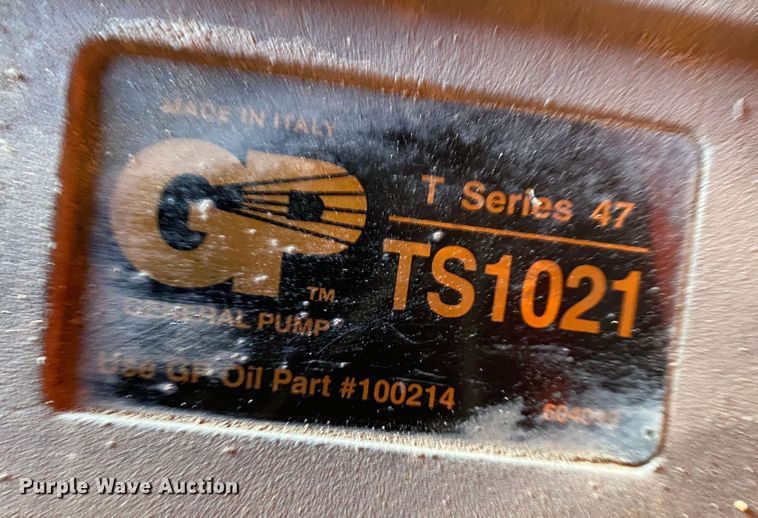 MADE IN ITALY
GP
TM
GENERAL PUMP
T Series 47
TS1021
Use GP Oil Part #100214
Purple Wave Auction